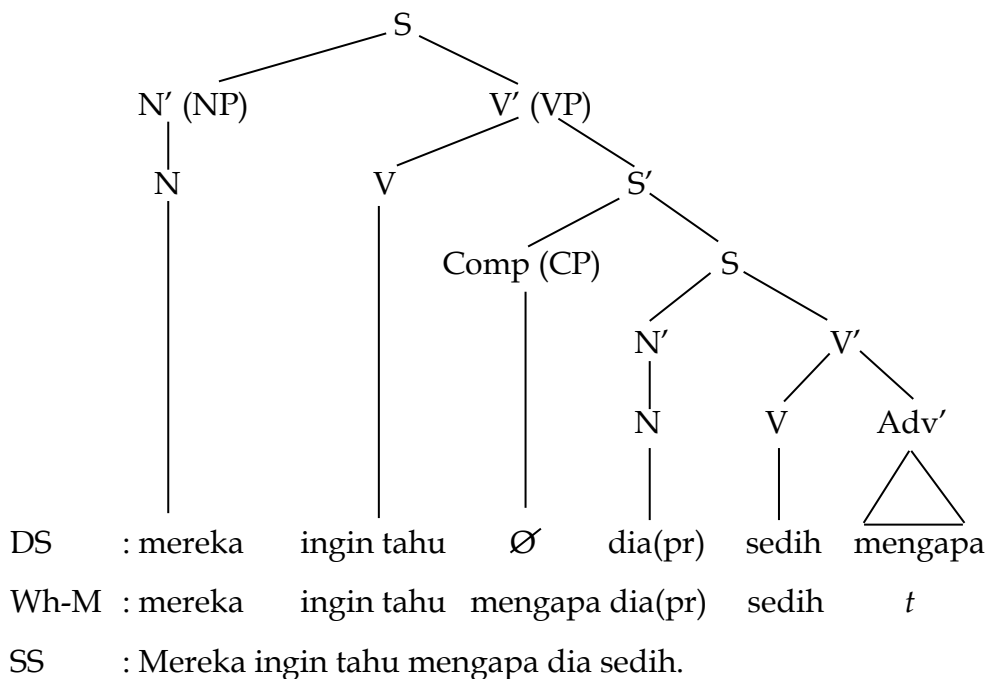 S
N′ (NP) V′ (VP)
N V S′
Comp (CP) S
N′ V′
N V Adv′
DS : mereka ingin tahu Ø dia(pr) sedih mengapa
Wh-M : mereka ingin tahu mengapa dia(pr) sedih t
SS : Mereka ingin tahu mengapa dia sedih.